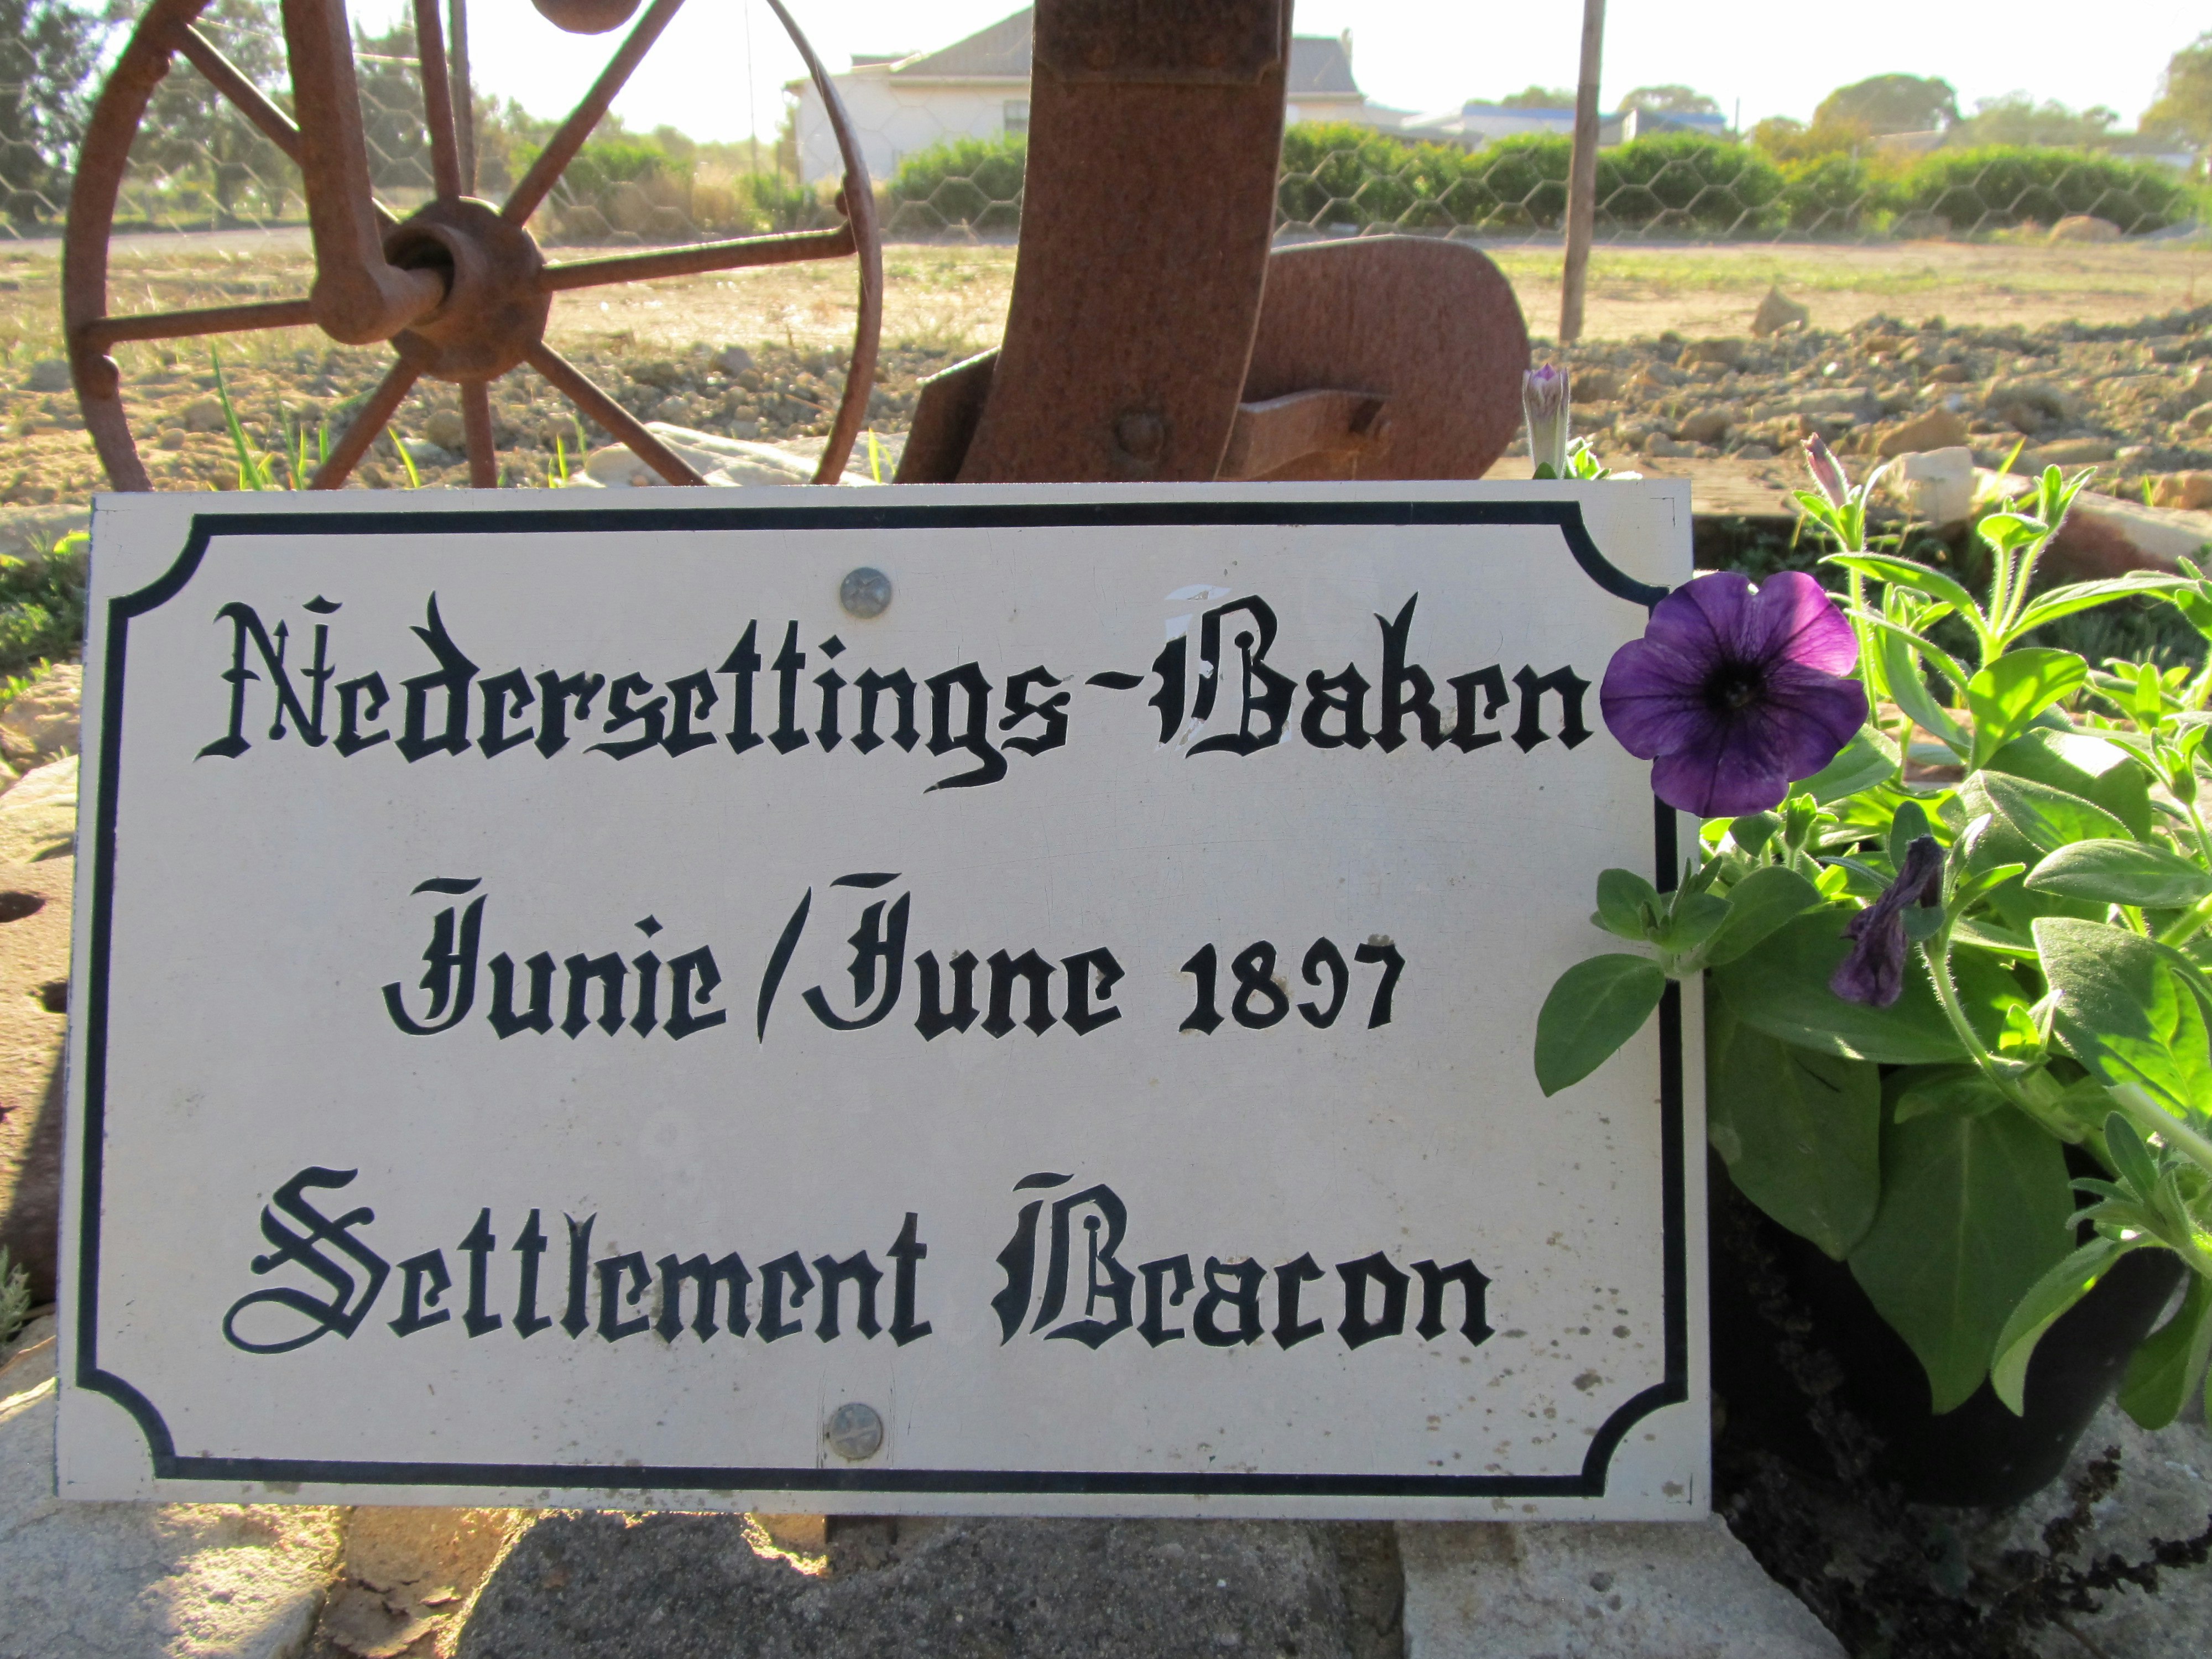 Nedersettings-Baken
Junie/June 1897
Settlement Beacon